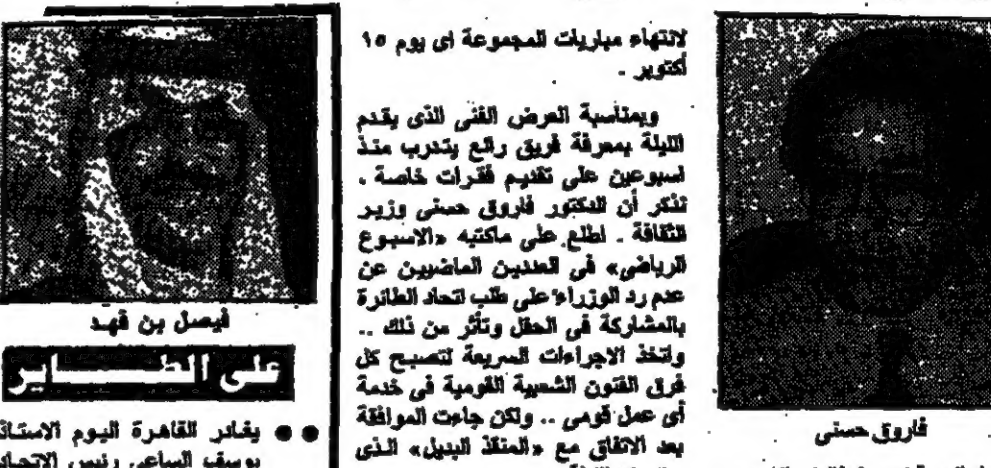 فاروق حسنى
لانتهاء مباريات للمجموعة اى يوم ١٥
أكتوبر .
وبمناسبة العرض الفنى الذى يقدم
الليلة بمعرفة فريق رائع يتدرب منذ
اسبوعين على تقديم فقرات خاصة ،
نذكر أن الدكتور فاروق حسنى وزير
الثقافة . اطلع على ماكتبه «الاسبوع
الرياضى» فى العددين الماضيين عن
عدم رد الوزراء على طلب اتحاد الطائرة
بالمشاركة فى الحفل وتأثر من ذلك ..
واتخذ الاجراءات السريعة لتصبح كل
فرق الفنون الشعبية القومية فى خدمة
أى عمل قومى .. ولكن جاءت الموافقة
بعد الاتفاق مع «المنقذ البديل» الذى
فيصل بن فهد
على الطـــــــاير
●● يغادر القاهرة اليوم الاستاذ
يوسف الساعى رئيس الاتحاد